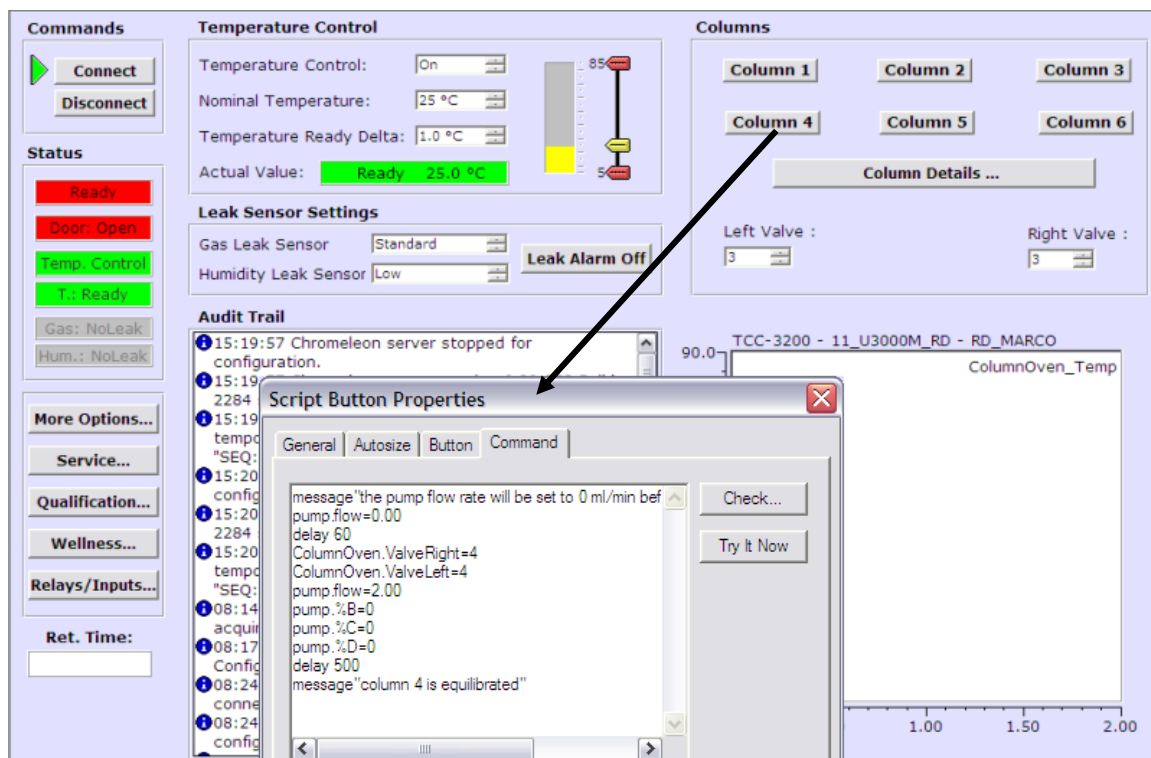 Commands
Connect
Disconnect
Status
Ready
Door: Open
Temp. Control
T.: Ready
Gas: NoLeak
Hum.: NoLeak
More Options...
Service...
Qualification...
Wellness...
Relays/Inputs...
Ret. Time:
Temperature Control
Temperature Control: On
Nominal Temperature: 25 °C
Temperature Ready Delta: 1.0 °C
Actual Value: Ready 25.0 °C
85
5
Leak Sensor Settings
Gas Leak Sensor Standard
Humidity Leak Sensor Low
Leak Alarm Off
Columns
Column 1 Column 2 Column 3
Column 4 Column 5 Column 6
Column Details ...
Left Valve : Right Valve :
3 3
Audit Trail
15:19:57 Chromeleon server stopped for
configuration.
15:19
2284
15:19
tempo
"SEQ:
15:20
config
15:20
2284
15:20
tempo
"SEQ:
08:14
acquir
08:17
Config
08:24
conne
08:24
config
TCC-3200 - 11_U3000M_RD - RD_MARCO
90.0
ColumnOven_Temp
1.00 1.50 2.00
Script Button Properties
General Autosize Button Command
message"the pump flow rate will be set to 0 ml/min bef
pump.flow=0.00
delay 60
ColumnOven.ValveRight=4
ColumnOven.ValveLeft=4
pump.flow=2.00
pump.%B=0
pump.%C=0
pump.%D=0
delay 500
message"column 4 is equilibrated"
Check...
Try It Now